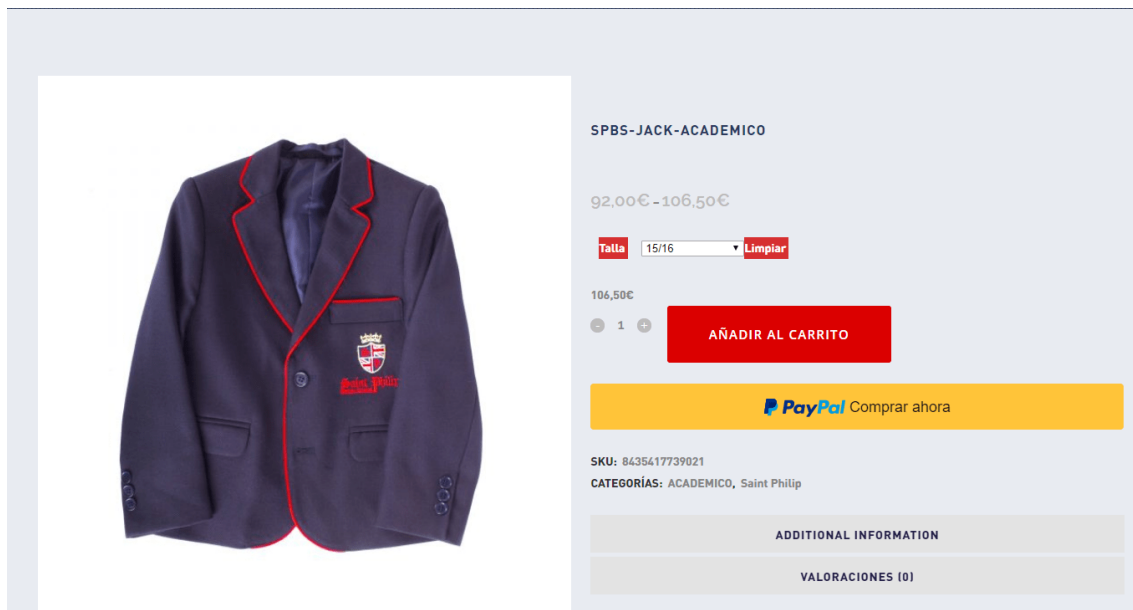 SPBS-JACK-ACADEMICO
92,00€ - 106,50€
Talla 15/16 Limpiar
106,50€
- 1 +
AÑADIR AL CARRITO
PayPal Comprar ahora
SKU: 8435417739021
CATEGORÍAS: ACADEMICO, Saint Philip
ADDITIONAL INFORMATION
VALORACIONES (0)
Saint Philip